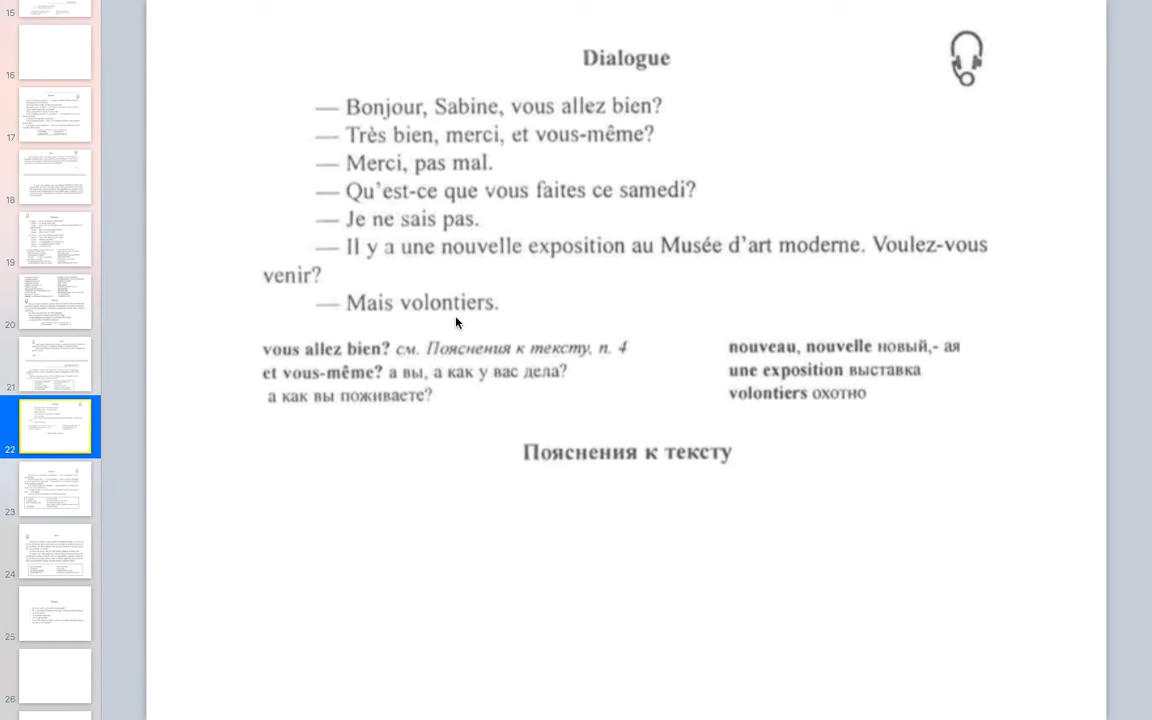 15
16
17
18
19
20
21
22
23
24
25
26
Dialogue
— Bonjour, Sabine, vous allez bien?
— Très bien, merci, et vous-même?
— Merci, pas mal.
— Qu'est-ce que vous faites ce samedi?
— Je ne sais pas.
— Il y a une nouvelle exposition au Musée d'art moderne. Voulez-vous
venir?
— Mais volontiers.
vous allez bien? см. Пояснения к тексту, п. 4
et vous-même? а вы, а как у вас дела?
а как вы поживаете?
nouveau, nouvelle новый,- ая
une exposition выставка
volontiers охотно
Пояснения к тексту